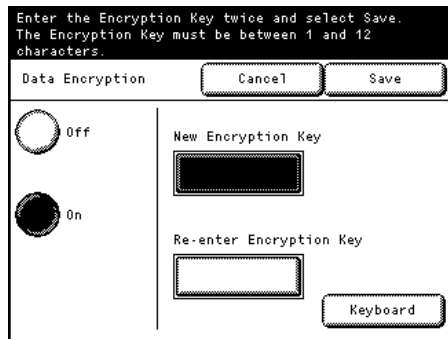 Enter the Encryption Key twice and select Save.
The Encryption Key must be between 1 and 12
characters.
Data Encryption
Cancel
Save
Off
New Encryption Key
On
Re-enter Encryption Key
Keyboard